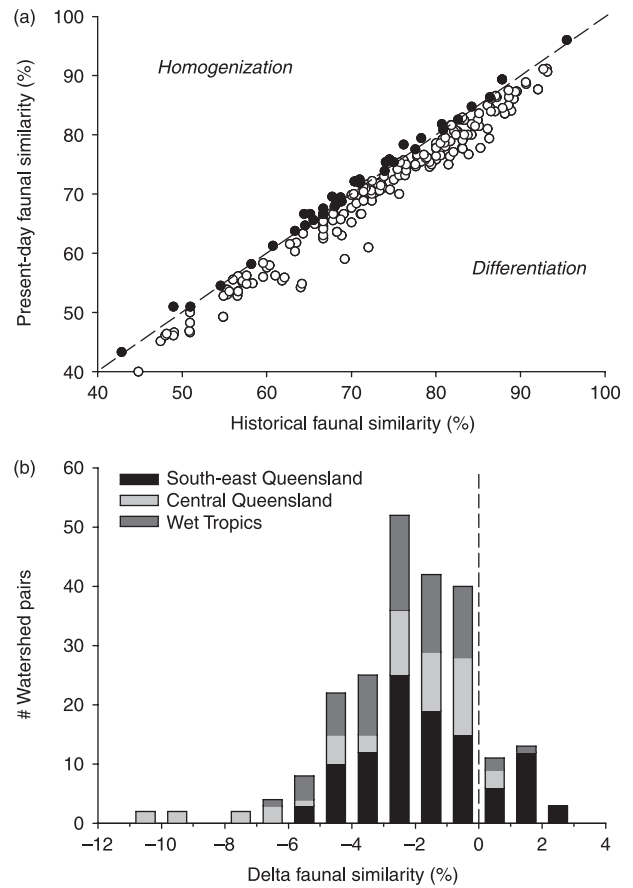 (a)
100
90
80
70
60
50
40
Present-day faunal similarity (%)
Homogenization
Differentiation
40 50 60 70 80 90 100
Historical faunal similarity (%)
(b)
60
50
40
30
20
10
0
# Watershed pairs
South-east Queensland
Central Queensland
Wet Tropics
−12 −10 −8 −6 −4 −2 0 2 4
Delta faunal similarity (%)